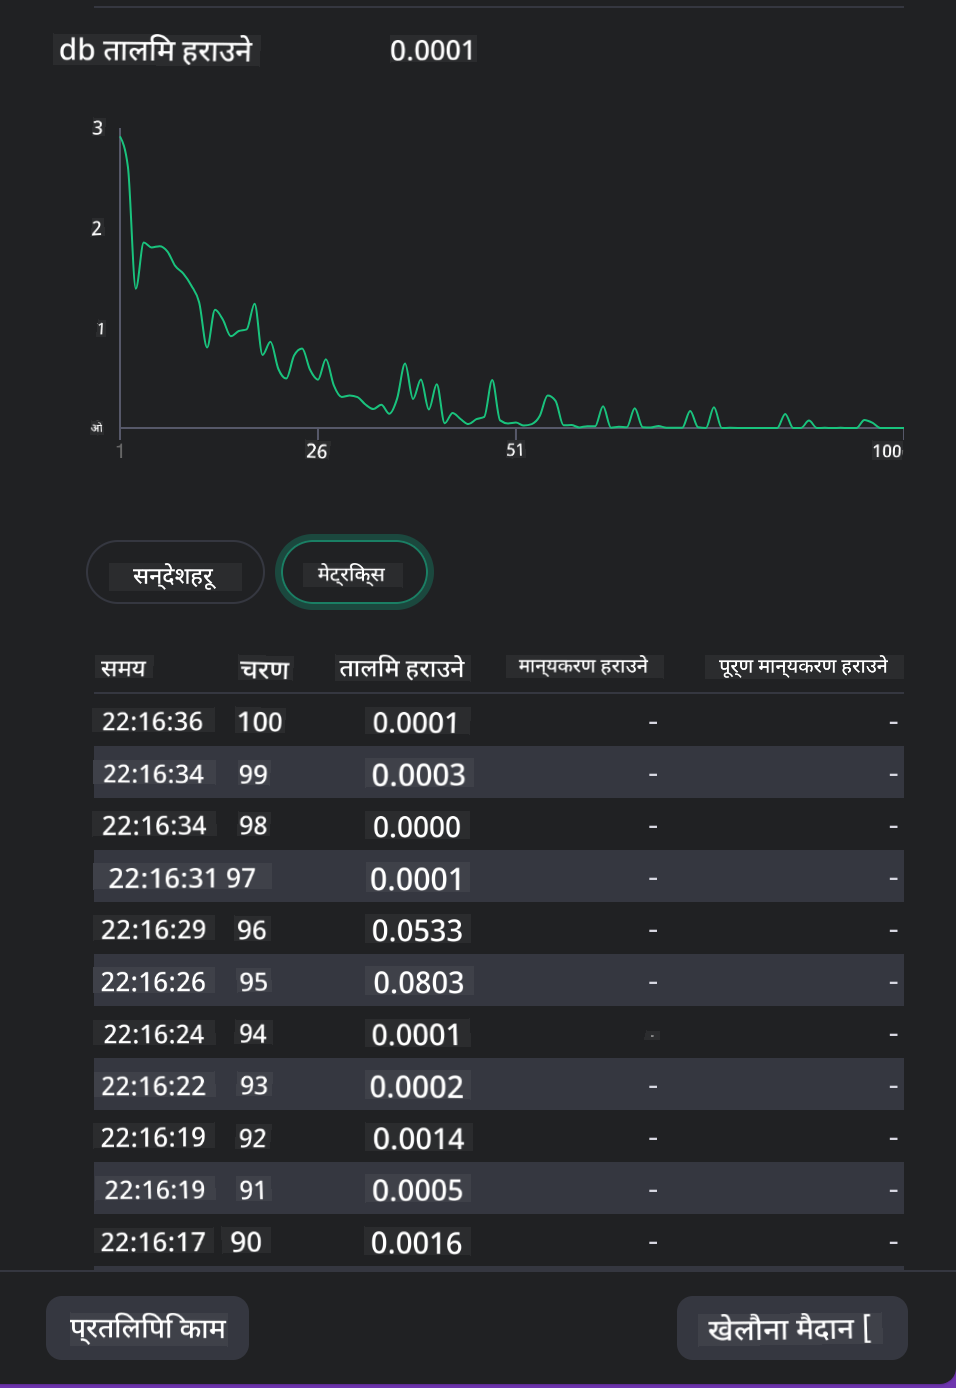 db तालिम हराउने 0.0001
3
2
1
ओ
1 26 51 100
सन्देशहरू मेट्रिक्स
समय चरण तालिम हराउने मान्यकरण हराउने पूर्ण मान्यकरण हराउने
22:16:36 100 0.0001 - -
22:16:34 99 0.0003 - -
22:16:34 98 0.0000 - -
22:16:31 97 0.0001 - -
22:16:29 96 0.0533 - -
22:16:26 95 0.0803 - -
22:16:24 94 0.0001 - -
22:16:22 93 0.0002 - -
22:16:19 92 0.0014 - -
22:16:19 91 0.0005 - -
22:16:17 90 0.0016 - -
प्रतिलिपि काम खेलौना मैदान [